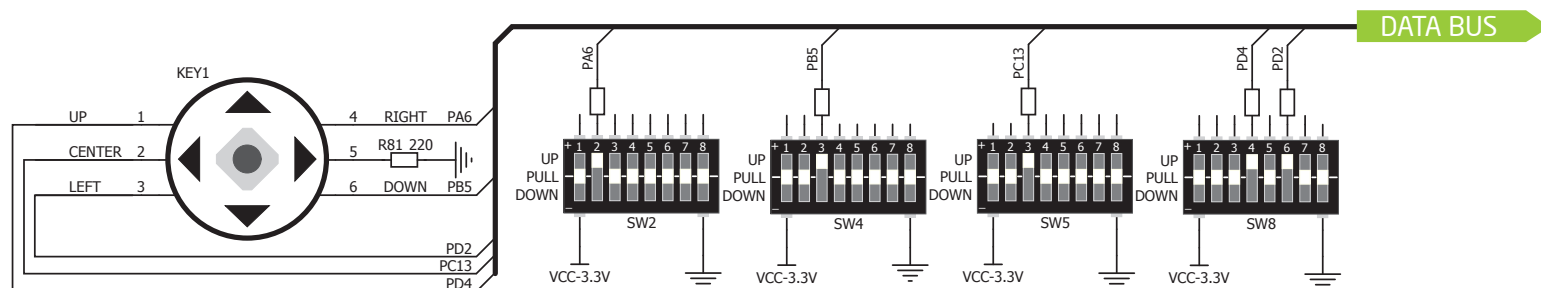 DATA BUS
KEY1
UP 1
CENTER 2
LEFT 3
4 RIGHT PA6
5 R81 220
6 DOWN PB5
PD2
PC13
PD4
PA6
+ 1 2 3 4 5 6 7 8
UP
PULL
DOWN
_
SW2
VCC-3.3V
PB5
+ 1 2 3 4 5 6 7 8
UP
PULL
DOWN
_
SW4
VCC-3.3V
PC13
+ 1 2 3 4 5 6 7 8
UP
PULL
DOWN
_
SW5
VCC-3.3V
PD4 PD2
+ 1 2 3 4 5 6 7 8
UP
PULL
DOWN
_
SW8
VCC-3.3V